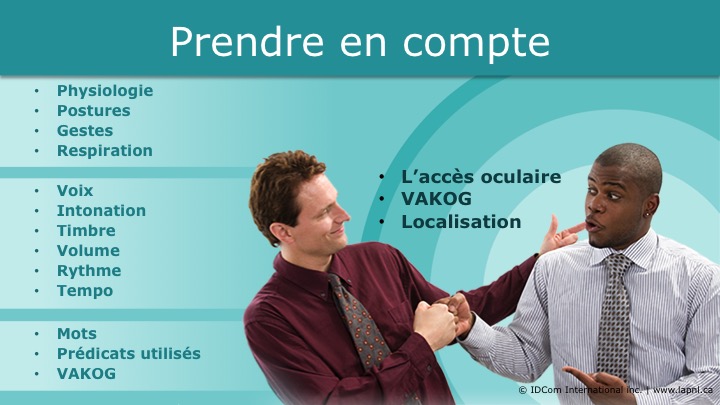 Prendre en compte
• Physiologie
• Postures
• Gestes
• Respiration
• Voix
• Intonation
• Timbre
• Volume
• Rythme
• Tempo
• Mots
• Prédicats utilisés
• VAKOG
• L’accès oculaire
• VAKOG
• Localisation
© IDCom International inc. | www.lapnl.ca